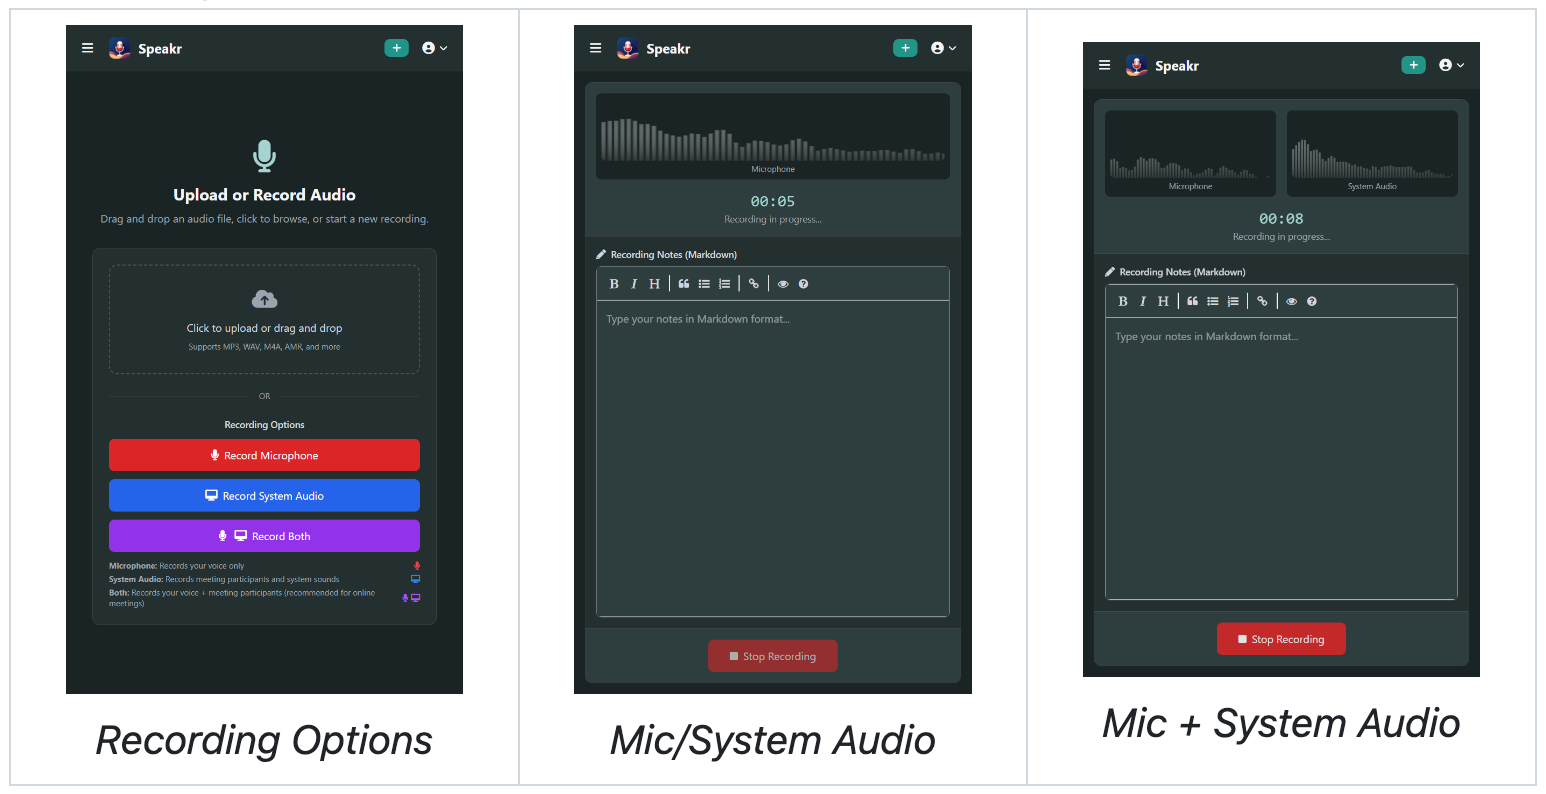 Speakr
Upload or Record Audio
Drag and drop an audio file, click to browse, or start a new recording.
Click to upload or drag and drop
Supports MP3, WAV, M4A, AMR, and more
OR
Recording Options
Record Microphone
Record System Audio
Record Both
Microphone: Records your voice only
System Audio: Records meeting participants and system sounds
Both: Records your voice + meeting participants (recommended for online
meetings)
Recording Options
Speakr
Microphone
00:05
Recording in progress...
Recording Notes (Markdown)
B I H
Type your notes in Markdown format...
Stop Recording
Mic/System Audio
Speakr
Microphone
System Audio
00:08
Recording in progress...
Recording Notes (Markdown)
B I H
Type your notes in Markdown format...
Stop Recording
Mic + System Audio